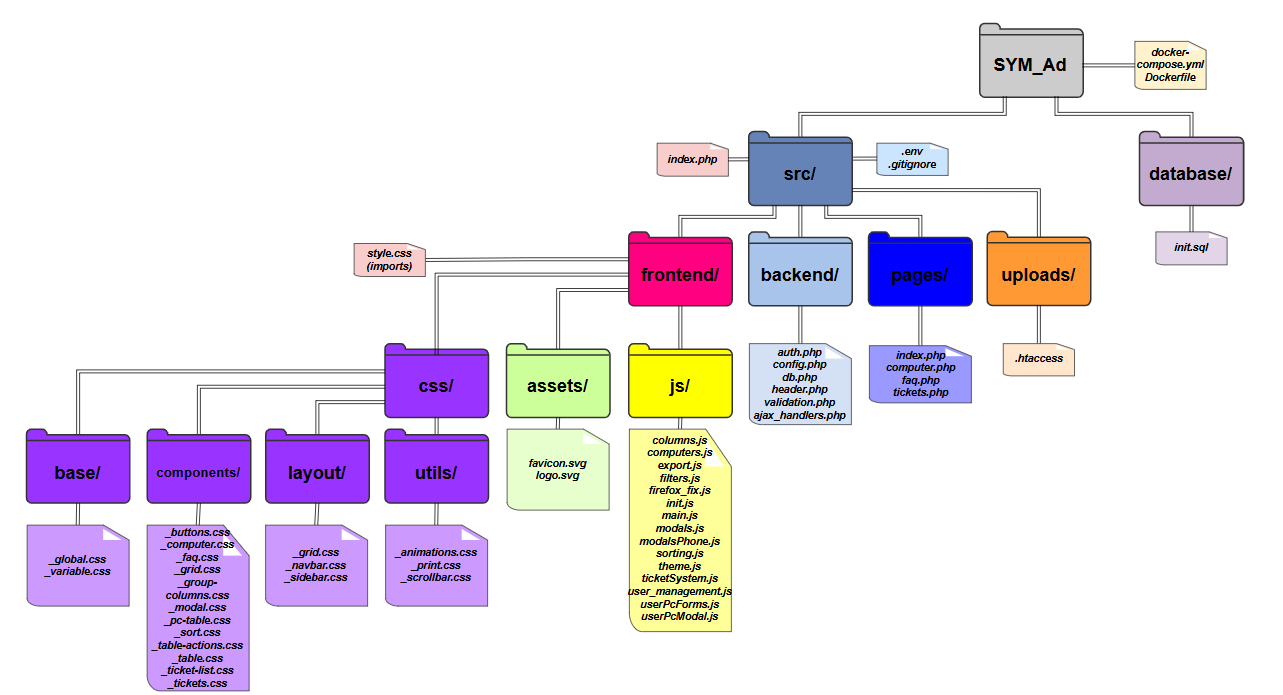 SYM_Ad
docker-
compose.yml
Dockerfile
index.php
src/
.env
.gitignore
database/
init.sql
style.css
(imports)
frontend/
backend/
pages/
uploads/
auth.php
config.php
db.php
header.php
validation.php
ajax_handlers.php
index.php
computer.php
faq.php
tickets.php
.htaccess
css/
assets/
js/
favicon.svg
logo.svg
columns.js
computers.js
export.js
filters.js
firefox_fix.js
init.js
main.js
modals.js
modalsPhone.js
sorting.js
theme.js
ticketSystem.js
user_management.js
userPcForms.js
userPcModal.js
base/
components/
layout/
utils/
_global.css
_variable.css
_buttons.css
_computer.css
_faq.css
_grid.css
_group-
columns.css
_modal.css
_pc-table.css
_sort.css
_table-actions.css
_table.css
_ticket-list.css
_tickets.css
_grid.css
_navbar.css
_sidebar.css
_animations.css
_print.css
_scrollbar.css